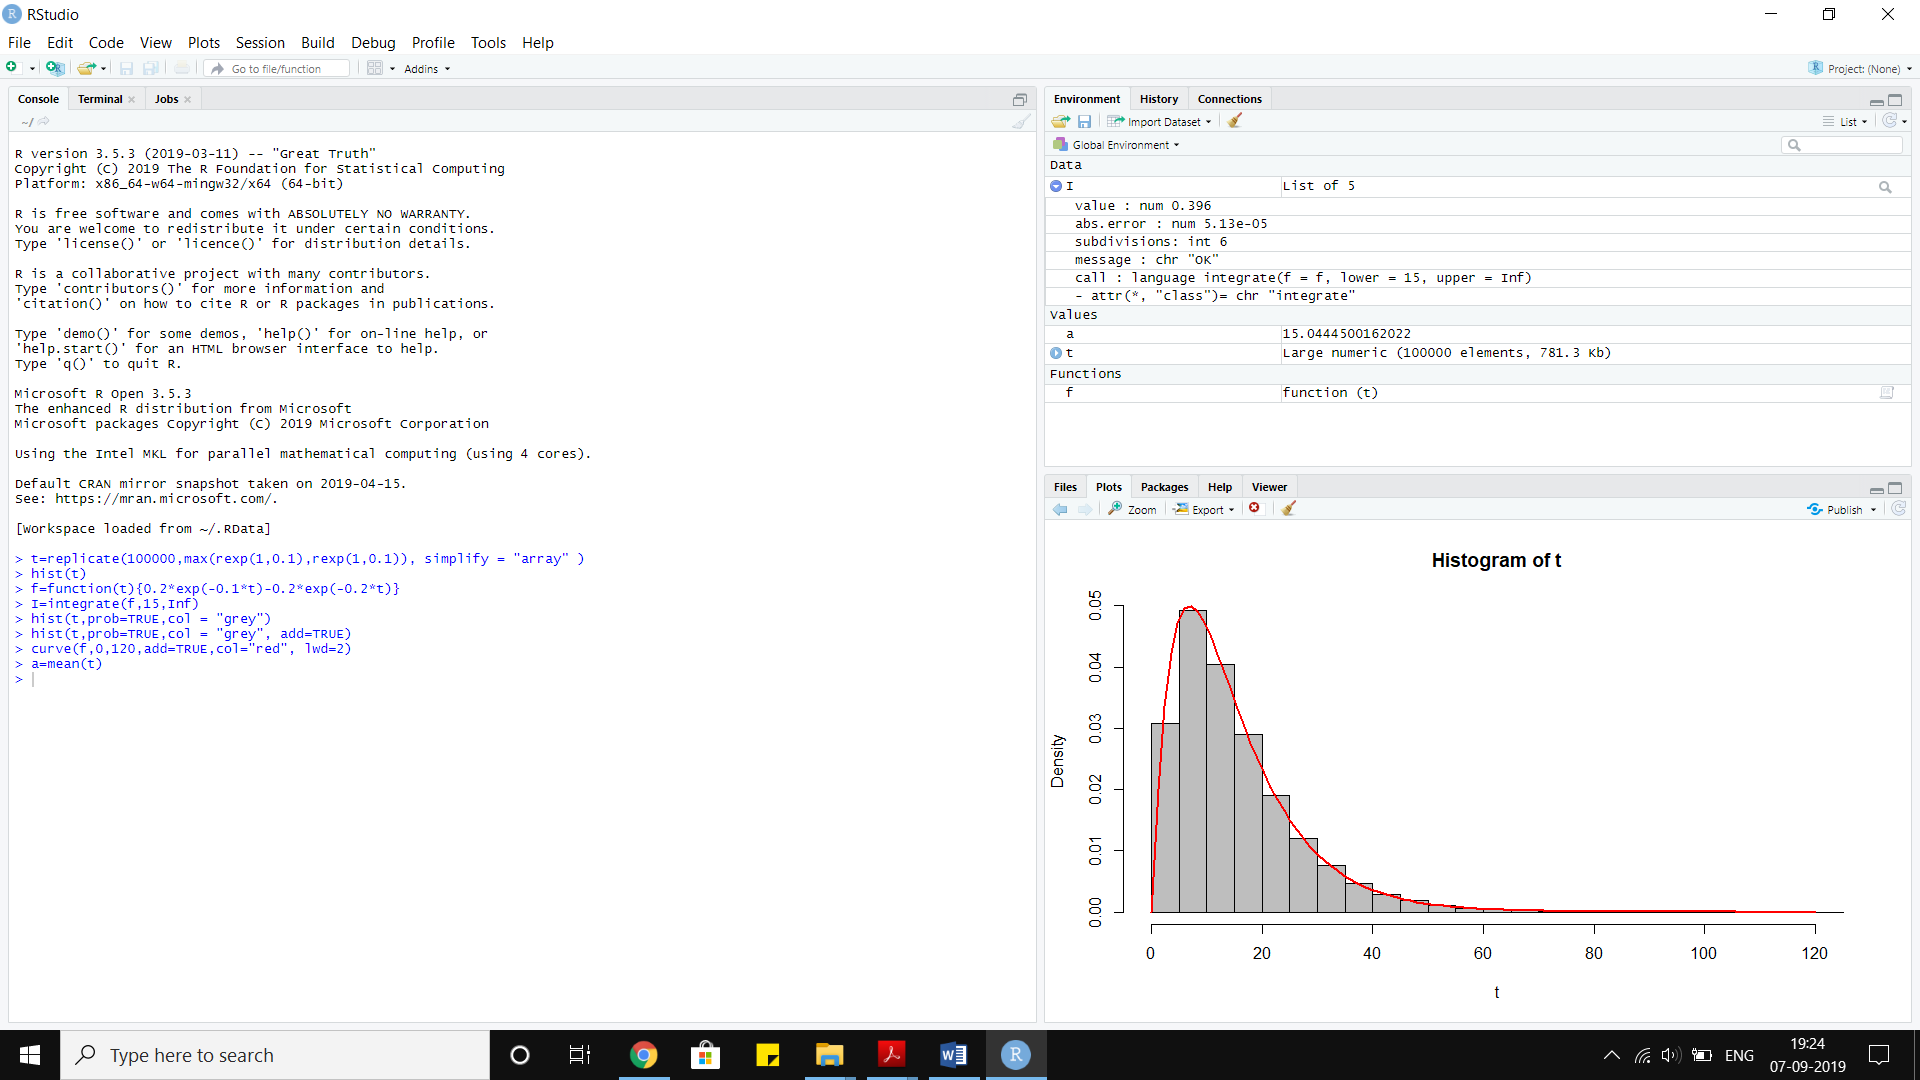 RStudio
File Edit Code View Plots Session Build Debug Profile Tools Help
Go to file/function Addins Project: (None)
Console Terminal Jobs
~/
R version 3.5.3 (2019-03-11) -- "Great Truth"
Copyright (C) 2019 The R Foundation for Statistical Computing
Platform: x86_64-w64-mingw32/x64 (64-bit)
R is free software and comes with ABSOLUTELY NO WARRANTY.
You are welcome to redistribute it under certain conditions.
Type 'license()' or 'licence()' for distribution details.
R is a collaborative project with many contributors.
Type 'contributors()' for more information and
'citation()' on how to cite R or R packages in publications.
Type 'demo()' for some demos, 'help()' for on-line help, or
'help.start()' for an HTML browser interface to help.
Type 'q()' to quit R.
Microsoft R Open 3.5.3
The enhanced R distribution from Microsoft
Microsoft packages Copyright (C) 2019 Microsoft Corporation
Using the Intel MKL for parallel mathematical computing (using 4 cores).
Default CRAN mirror snapshot taken on 2019-04-15.
See: https://mran.microsoft.com/.
[Workspace loaded from ~/.RData]
> t=replicate(100000,max(rexp(1,0.1),rexp(1,0.1)), simplify = "array" )
> hist(t)
> f=function(t){0.2*exp(-0.1*t)-0.2*exp(-0.2*t)}
> I=integrate(f,15,Inf)
> hist(t,prob=TRUE,col = "grey")
> hist(t,prob=TRUE,col = "grey", add=TRUE)
> curve(f,0,120,add=TRUE,col="red", lwd=2)
> a=mean(t)
>
Environment History Connections
Import Dataset List
Global Environment
Data
I List of 5
value : num 0.396
abs.error : num 5.13e-05
subdivisions: int 6
message : chr "OK"
call : language integrate(f = f, lower = 15, upper = Inf)
- attr(*, "class")= chr "integrate"
Values
a 15.0444500162022
t Large numeric (100000 elements, 781.3 Kb)
Functions
f function (t)
Files Plots Packages Help Viewer
Zoom Export Publish
Histogram of t
Density
0.05
0.04
0.03
0.02
0.01
0.00
0 20 40 60 80 100 120
t
Type here to search
ENG
19:24
07-09-2019